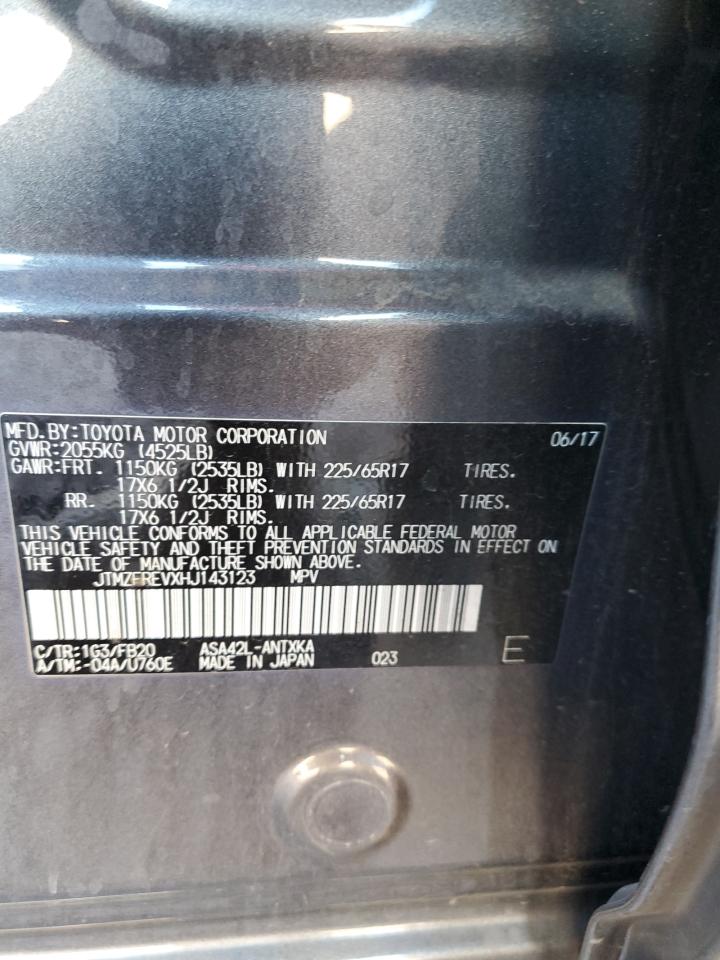 MFD.BY:TOYOTA MOTOR CORPORATION 06/17
GVWR:2055KG (4525LB)
GAWR:FRT. 1150KG (2535LB) WITH 225/65R17 TIRES.
17X6 1/2J RIMS.
RR. 1150KG (2535LB) WITH 225/65R17 TIRES.
17X6 1/2J RIMS.
THIS VEHICLE CONFORMS TO ALL APPLICABLE FEDERAL MOTOR
VEHICLE SAFETY AND THEFT PREVENTION STANDARDS IN EFFECT ON
THE DATE OF MANUFACTURE SHOWN ABOVE.
JTMZFREVXHJ143123 MPV
C/TR:1G3/FB20 ASA42L-ANTXKA
A/TM:-04A/U760E MADE IN JAPAN 023 E